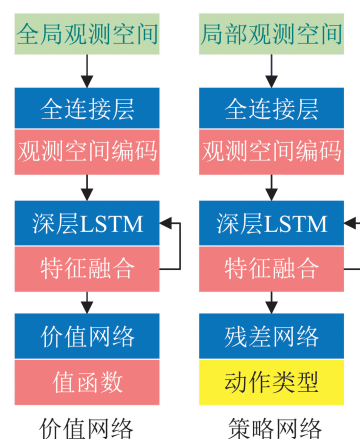 全局观测空间
全连接层
观测空间编码
深层LSTM
特征融合
价值网络
值函数
价值网络
局部观测空间
全连接层
观测空间编码
深层LSTM
特征融合
残差网络
动作类型
策略网络